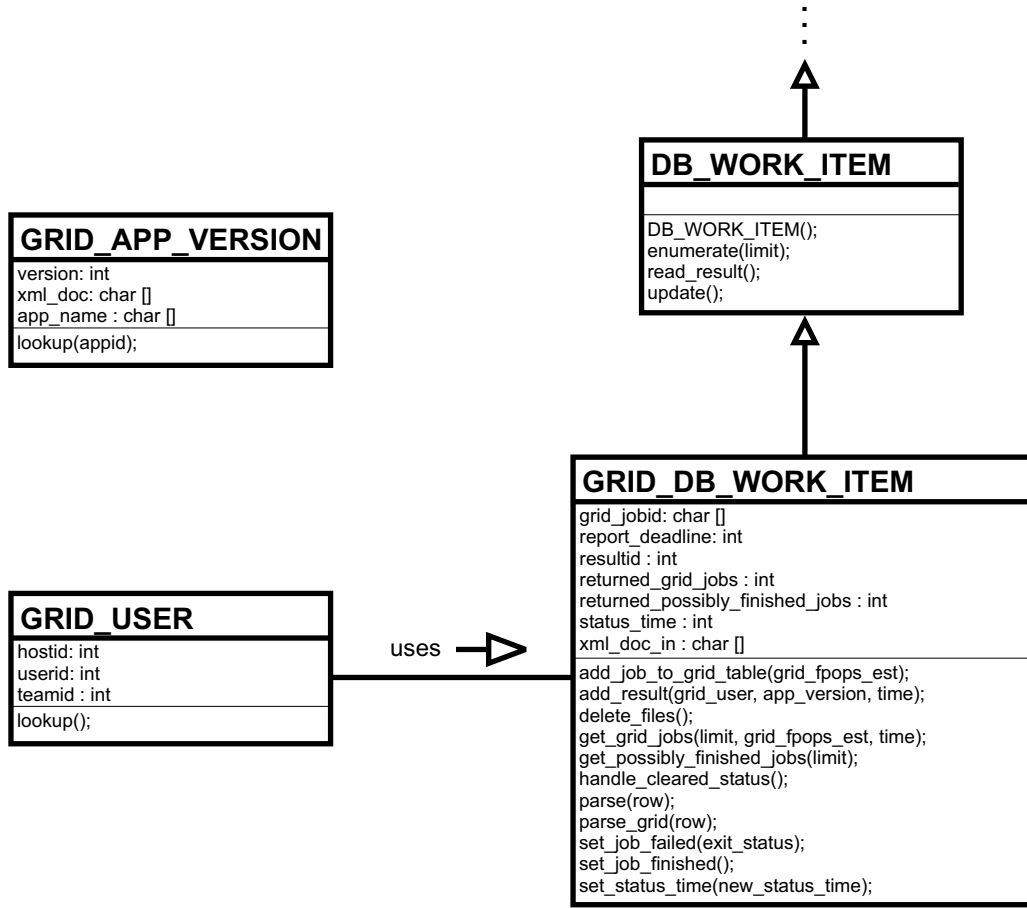 DB_WORK_ITEM
DB_WORK_ITEM();
enumerate(limit);
read_result();
update();
GRID_APP_VERSION
version: int
xml_doc: char []
app_name : char []
lookup(appid);
GRID_DB_WORK_ITEM
grid_jobid: char []
report_deadline: int
resultid : int
returned_grid_jobs : int
returned_possibly_finished_jobs : int
status_time : int
xml_doc_in : char []
add_job_to_grid_table(grid_fpops_est);
add_result(grid_user, app_version, time);
delete_files();
get_grid_jobs(limit, grid_fpops_est, time);
get_possibly_finished_jobs(limit);
handle_cleared_status();
parse(row);
parse_grid(row);
set_job_failed(exit_status);
set_job_finished();
set_status_time(new_status_time);
GRID_USER
hostid: int
userid: int
teamid : int
lookup();
uses